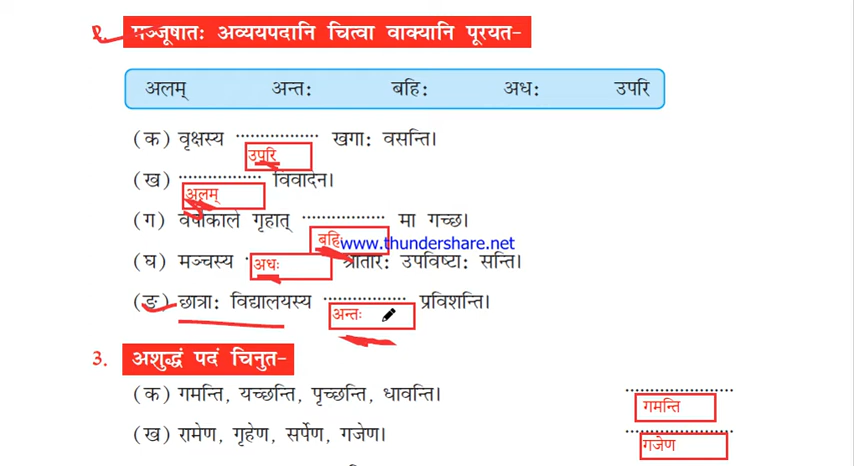 २. मञ्जूषातः अव्ययपदानि चित्वा वाक्यानि पूरयत-
अलम् अन्तः बहिः अधः उपरि
(क) वृक्षस्य ................. खगाः वसन्ति।
उपरि
(ख) ................. विवादेन।
अलम्
(ग) वर्षाकाले गृहात् ................. मा गच्छ।
बहिः www.thundershare.net
(घ) मञ्चस्य अधः श्रोतारः उपविष्टाः सन्ति।
(ङ) छात्राः विद्यालयस्य ................. प्रविशन्ति।
अन्तः
3. अशुद्धं पदं चिनुत-
(क) गमन्ति, यच्छन्ति, पृच्छन्ति, धावन्ति। ......................
गमन्ति
(ख) रामेण, गृहेण, सर्पेण, गजेण। ......................
गजेण